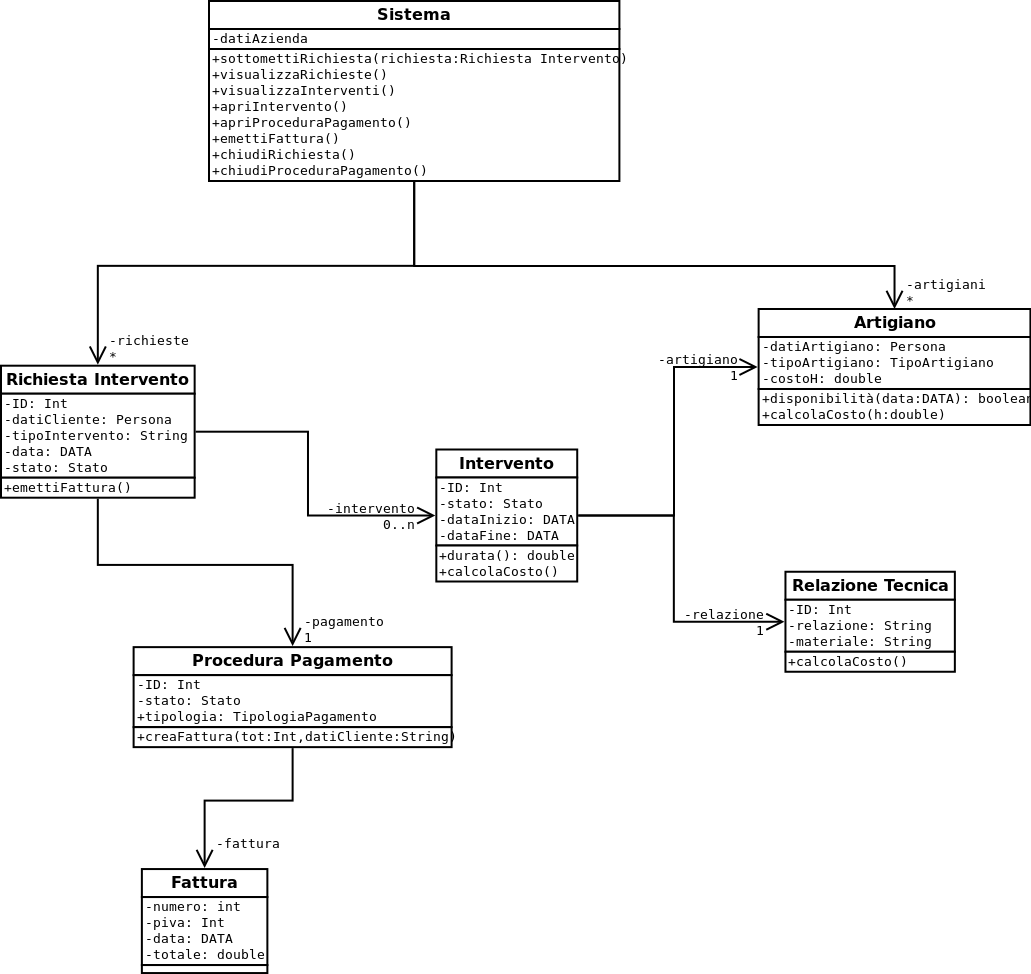 Sistema
-datiAzienda
+sottomettiRichiesta(richiesta:Richiesta Intervento)
+visualizzaRichieste()
+visualizzaInterventi()
+apriIntervento()
+apriProceduraPagamento()
+emettiFattura()
+chiudiRichiesta()
+chiudiProceduraPagamento()
-richieste
*
-artigiani
*
Richiesta Intervento
-ID: Int
-datiCliente: Persona
-tipoIntervento: String
-data: DATA
-stato: Stato
+emettiFattura()
Artigiano
-datiArtigiano: Persona
-tipoArtigiano: TipoArtigiano
-costoH: double
+disponibilità(data:DATA): boolean
+calcolaCosto(h:double)
-artigiano
1
-intervento
0..n
Intervento
-ID: Int
-stato: Stato
-dataInizio: DATA
-dataFine: DATA
+durata(): double
+calcolaCosto()
-relazione
1
Relazione Tecnica
-ID: Int
-relazione: String
-materiale: String
+calcolaCosto()
-pagamento
1
Procedura Pagamento
-ID: Int
-stato: Stato
+tipologia: TipologiaPagamento
+creaFattura(tot:Int,datiCliente:String)
-fattura
Fattura
-numero: int
-piva: Int
-data: DATA
-totale: double